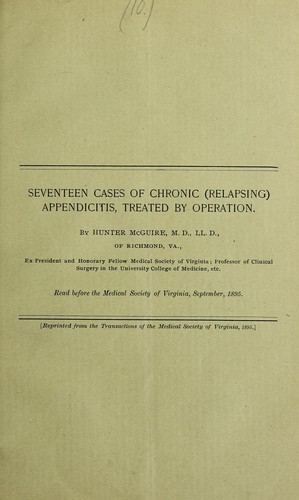 (10.)
SEVENTEEN CASES OF CHRONIC (RELAPSING)
APPENDICITIS, TREATED BY OPERATION.
BY HUNTER McGUIRE, M. D., LL. D.,
OF RICHMOND, VA.,
Ex-President and Honorary Fellow Medical Society of Virginia; Professor of Clinical
Surgery in the University College of Medicine, etc.
Read before the Medical Society of Virginia, September, 1895.
[Reprinted from the Transactions of the Medical Society of Virginia, 1895.]